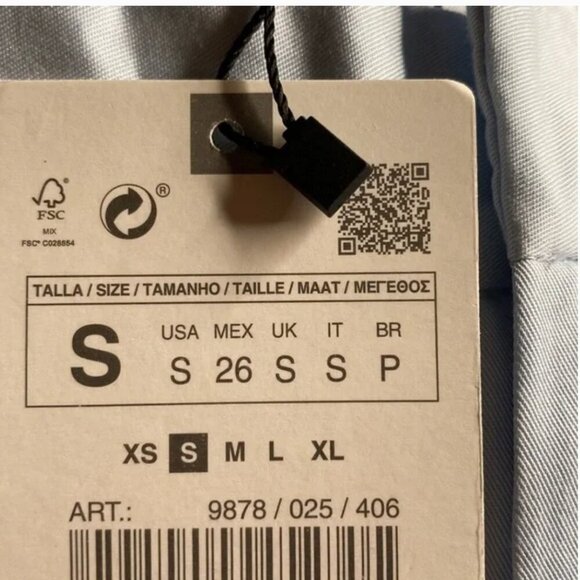 ®
FSC
MIX
FSC® C028854
TALLA / SIZE / TAMANHO / TAILLE / MAAT / ΜΕΓΕΘΟΣ
S
USA MEX UK IT BR
S 26 S S P
XS S M L XL
ART.: 9878 / 025 / 406